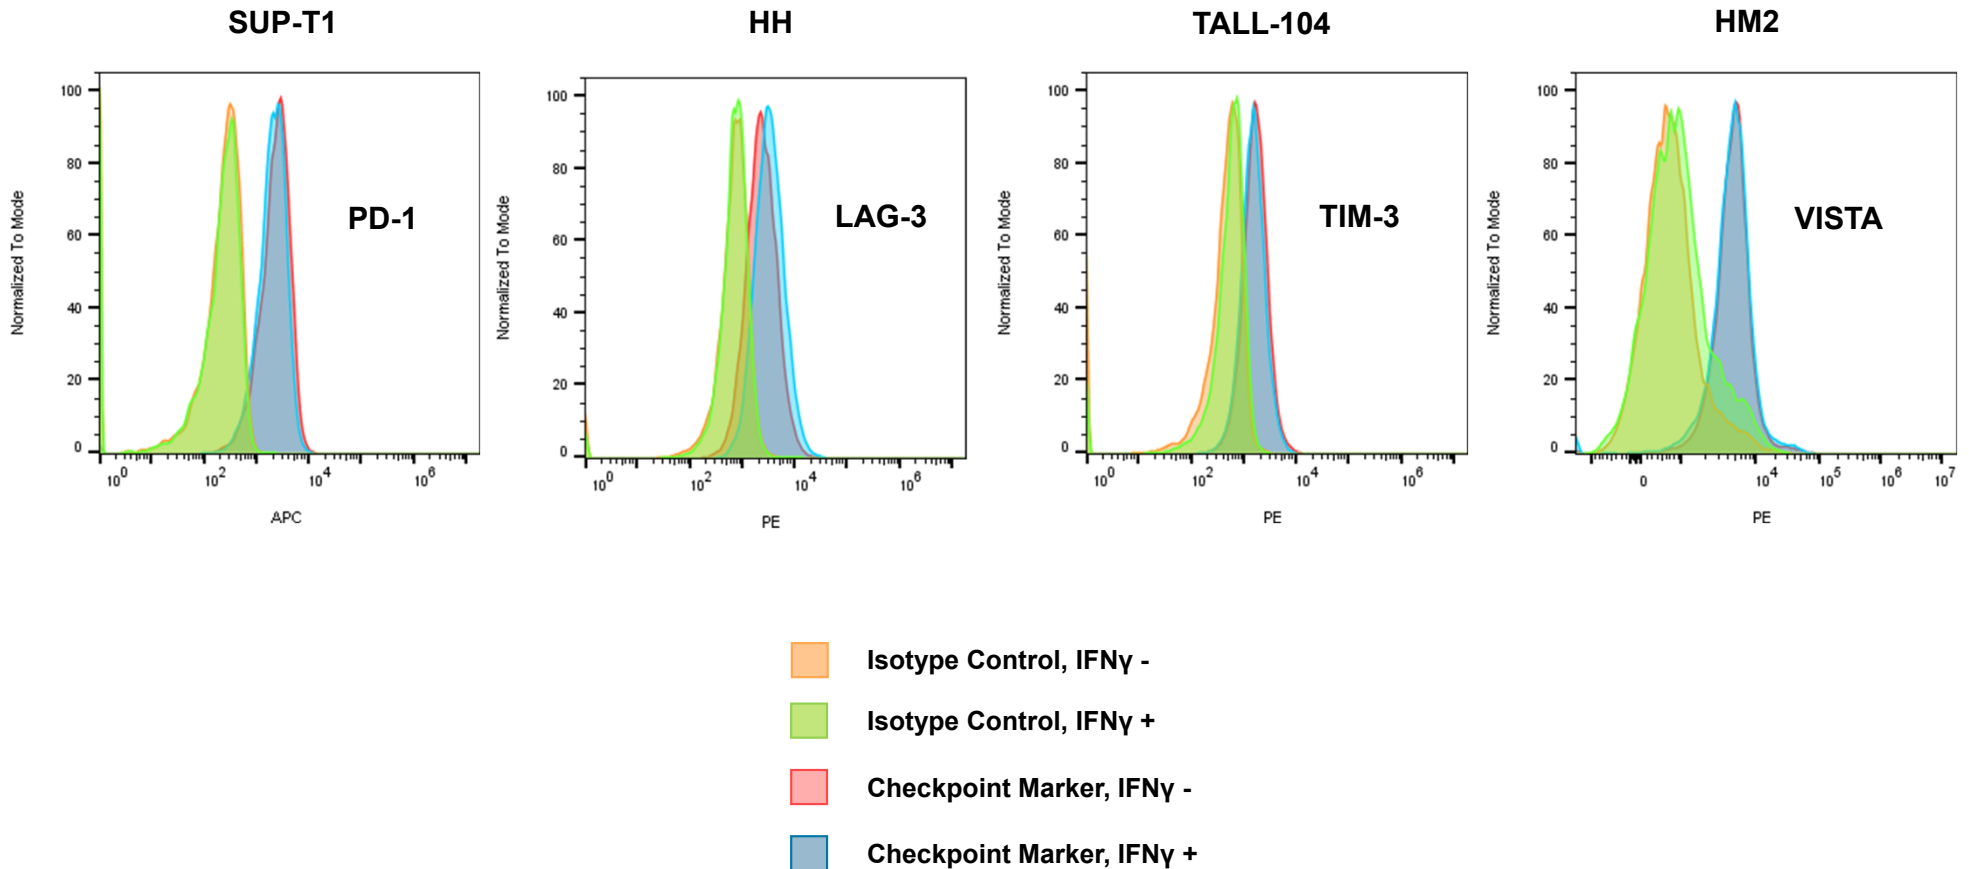 SUP-T1
HH
TALL-104
HM2
100
80
60
40
20
0
Normalized To Mode
PD-1
10^0
10^2
10^4
10^6
APC
100
80
60
40
20
0
Normalized To Mode
LAG-3
10^0
10^2
10^4
10^6
PE
100
80
60
40
20
0
Normalized To Mode
TIM-3
10^0
10^2
10^4
10^6
PE
100
80
60
40
20
0
Normalized To Mode
VISTA
0
10^4
10^5
10^6
10^7
PE
Isotype Control, IFNγ -
Isotype Control, IFNγ +
Checkpoint Marker, IFNγ -
Checkpoint Marker, IFNγ +